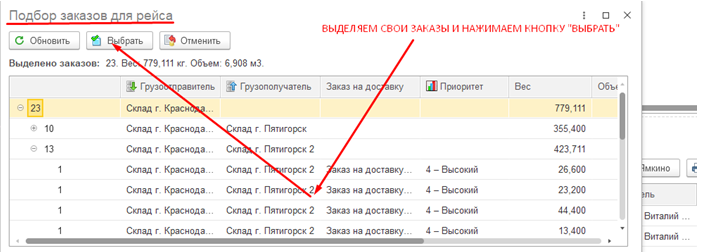 Подбор заказов для рейса
ВЫДЕЛЯЕМ СВОИ ЗАКАЗЫ И НАЖИМАЕМ КНОПКУ "ВЫБРАТЬ"
Обновить Выбрать Отменить
Выделено заказов: 23. Вес: 779,111 кг. Объем: 6,908 м3.
Грузоотправитель Грузополучатель Заказ на доставку Приоритет Вес Объе
23 Склад г. Краснода... 779,111
10 Склад г. Краснода... Склад г. Пятигорск 355,400
13 Склад г. Краснода... Склад г. Пятигорск 2 423,711
1 Склад г. Краснода... Склад г. Пятигорск 2 Заказ на доставку... 4 – Высокий 26,600
1 Склад г. Краснода... Склад г. Пятигорск 2 Заказ на доставку... 4 – Высокий 23,200
1 Склад г. Краснода... Склад г. Пятигорск 2 Заказ на доставку... 4 – Высокий 44,400
1 Склад г. Краснода... Склад г. Пятигорск 2 Заказ на доставку... 4 – Высокий 13,400
Ямкино
ль
Виталий ...
Виталий ...